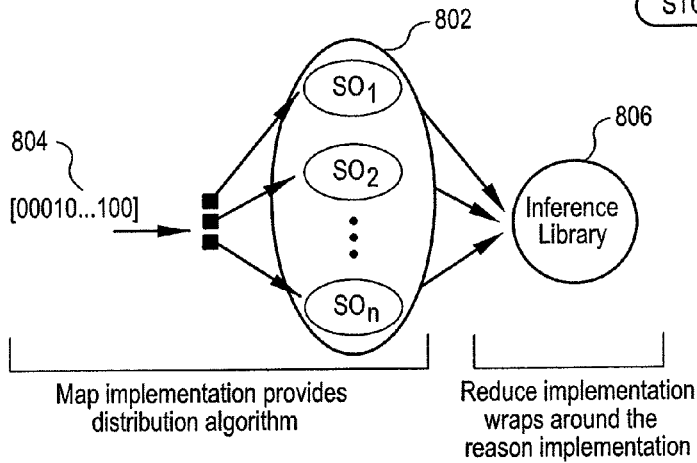 802
STO
SO1
804
806
SO2
[00010...100]
Inference
Library
SOn
Map implementation provides
distribution algorithm
Reduce implementation
wraps around the
reason implementation